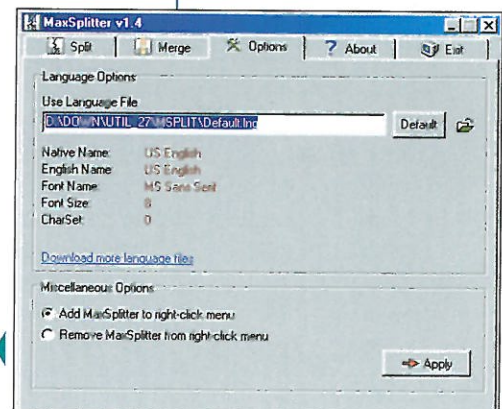 MaxSplitter v1.4
Split Merge Options ? About Exit
Language Options
Use Language File
D:\DOWN\UTIL_27\MSPLIT\Default.lng
Default
Native Name: US English
English Name: US English
Font Name: MS Sans Serif
Font Size: 8
CharSet: 0
Download more language files
Miscellaneous Options
Add MaxSplitter to right-click menu
Remove MaxSplitter from right-click menu
Apply